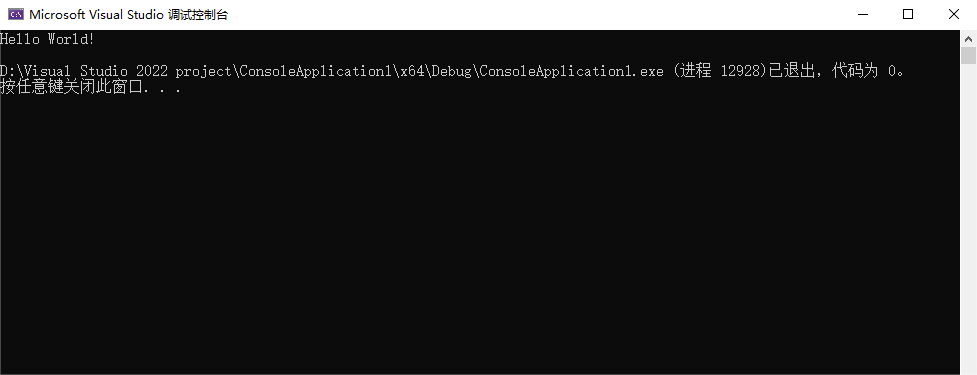 Microsoft Visual Studio 调试控制台
Hello World!
D:\Visual Studio 2022 project\ConsoleApplication1\x64\Debug\ConsoleApplication1.exe (进程 12928)已退出，代码为 0。
按任意键关闭此窗口. . .